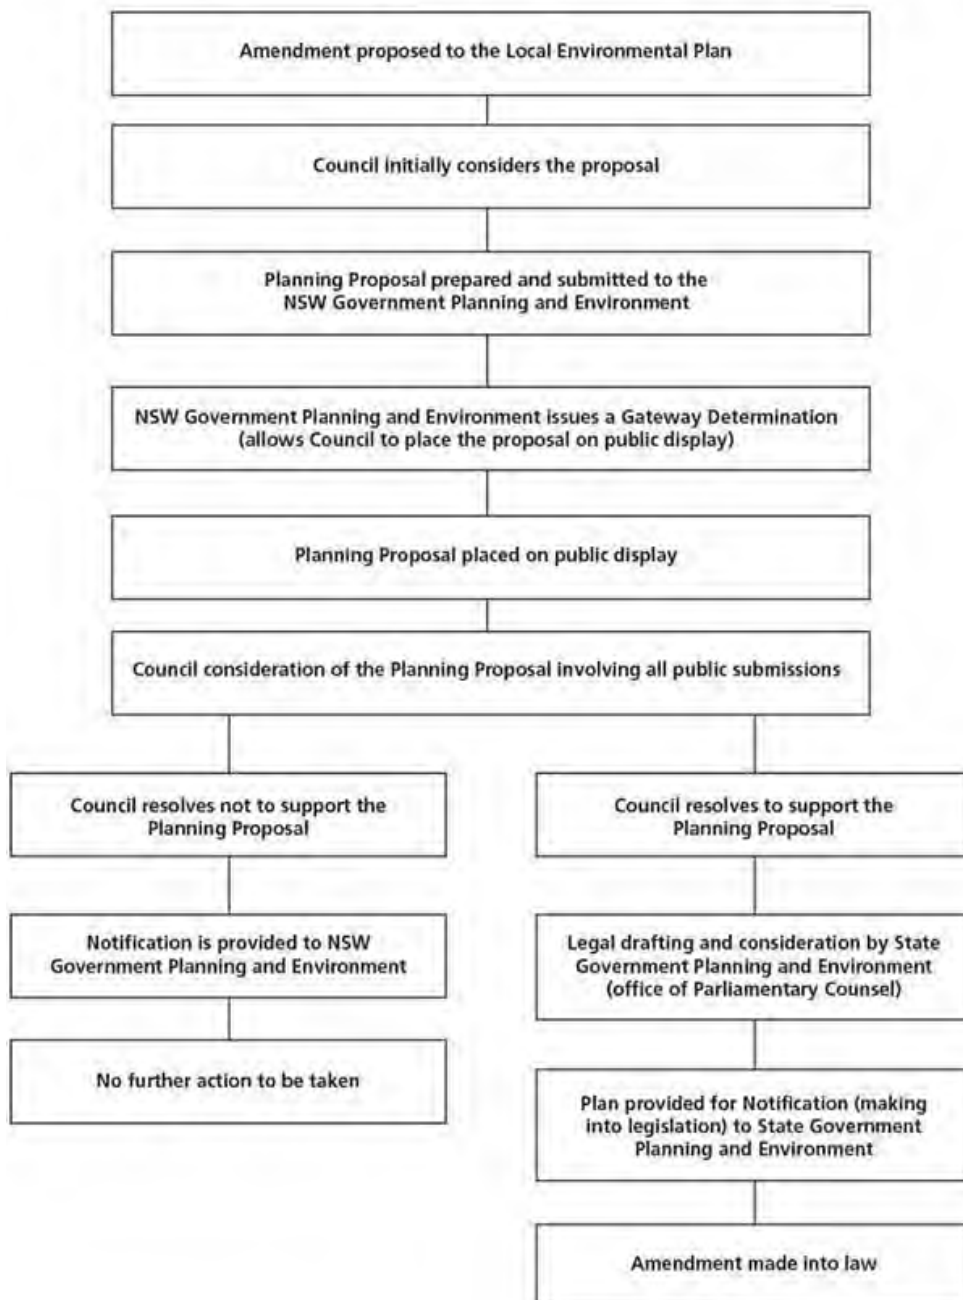 Amendment proposed to the Local Environmental Plan
Council initially considers the proposal
Planning Proposal prepared and submitted to the
NSW Government Planning and Environment
NSW Government Planning and Environment issues a Gateway Determination
(allows Council to place the proposal on public display)
Planning Proposal placed on public display
Council consideration of the Planning Proposal involving all public submissions
Council resolves not to support the
Planning Proposal
Notification is provided to NSW
Government Planning and Environment
No further action to be taken
Council resolves to support the
Planning Proposal
Legal drafting and consideration by State
Government Planning and Environment
(office of Parliamentary Counsel)
Plan provided for Notification (making
into legislation) to State Government
Planning and Environment
Amendment made into law